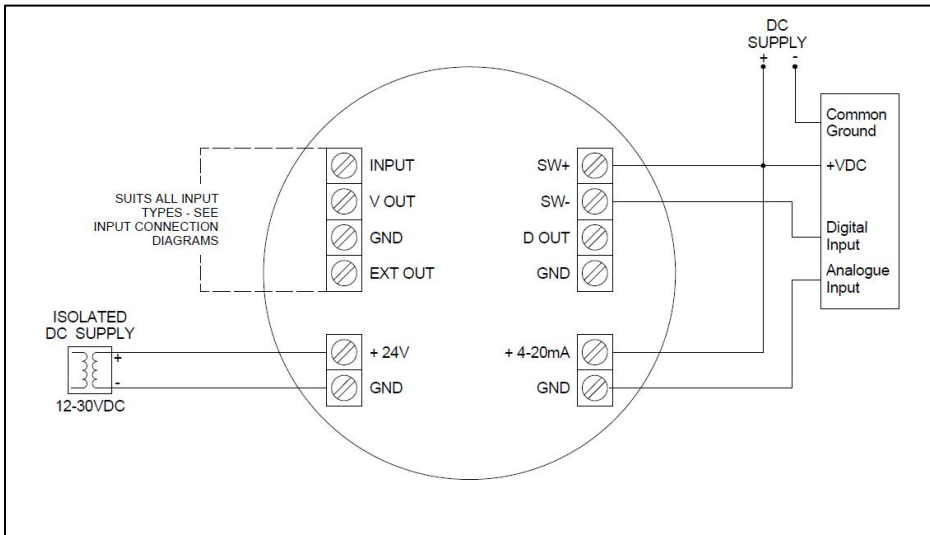 DC
SUPPLY
+ -
Common
Ground
+VDC
Digital
Input
Analogue
Input
SUITS ALL INPUT
TYPES - SEE
INPUT CONNECTION
DIAGRAMS
INPUT
V OUT
GND
EXT OUT
SW+
SW-
D OUT
GND
ISOLATED
DC SUPPLY
+
-
12-30VDC
+ 24V
GND
+ 4-20mA
GND